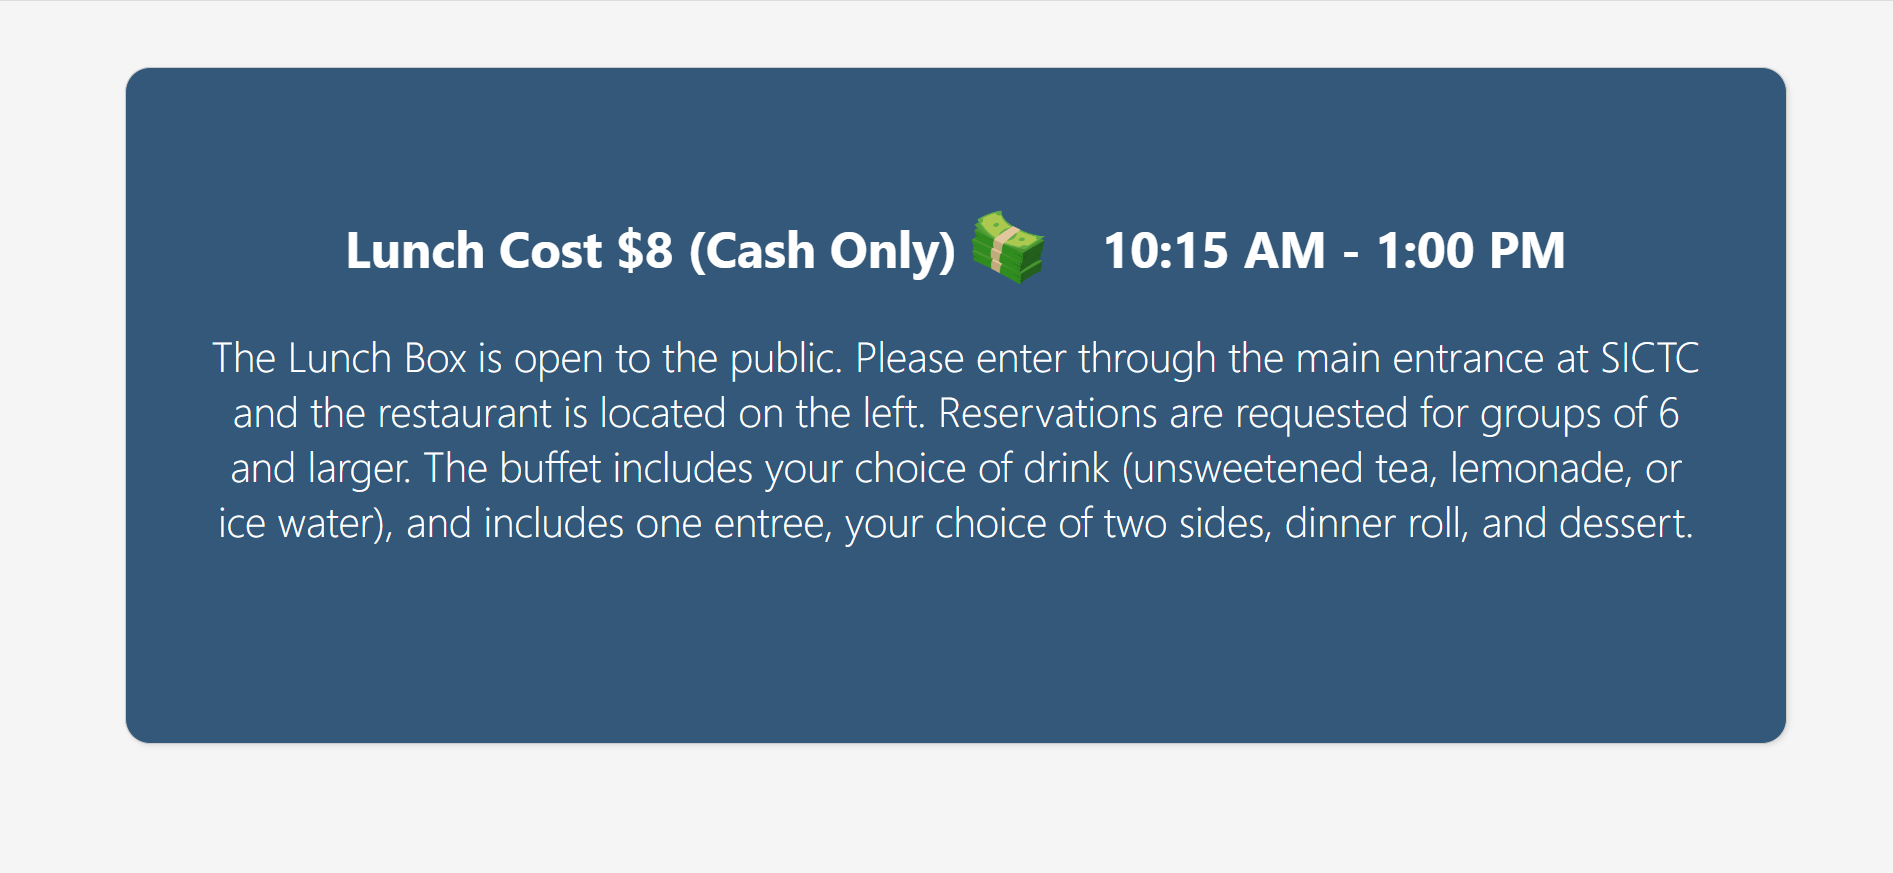 Lunch Cost $8 (Cash Only) 💵 10:15 AM - 1:00 PM
The Lunch Box is open to the public. Please enter through the main entrance at SICTC
and the restaurant is located on the left. Reservations are requested for groups of 6
and larger. The buffet includes your choice of drink (unsweetened tea, lemonade, or
ice water), and includes one entree, your choice of two sides, dinner roll, and dessert.